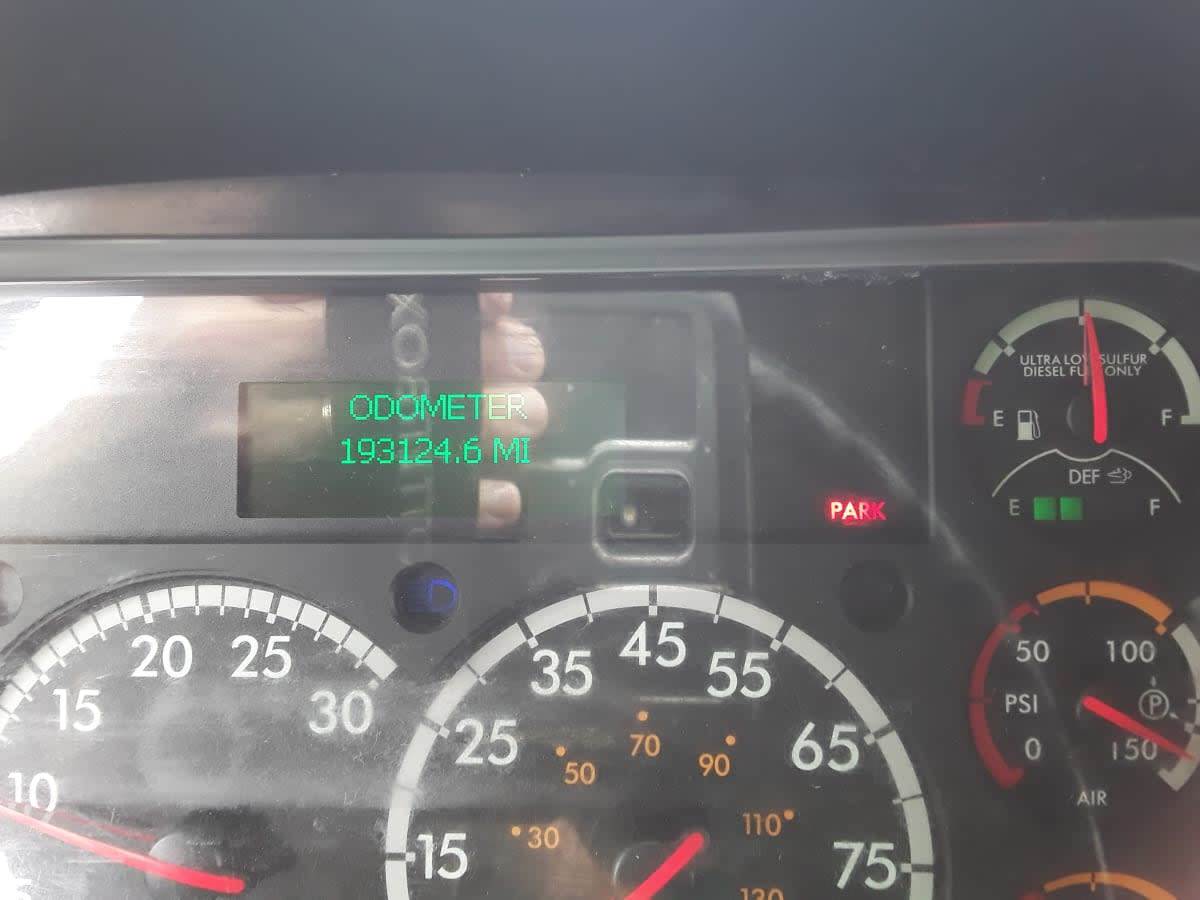 ODOMETER
193124.6 MI
PARK
ULTRA LOW SULFUR
DIESEL FUEL ONLY
E F
DEF
E F
10 15 20 25 30
15 25 35 45 55 65 75
30 50 70 90 110 130
50 100
PSI P
0 150
AIR